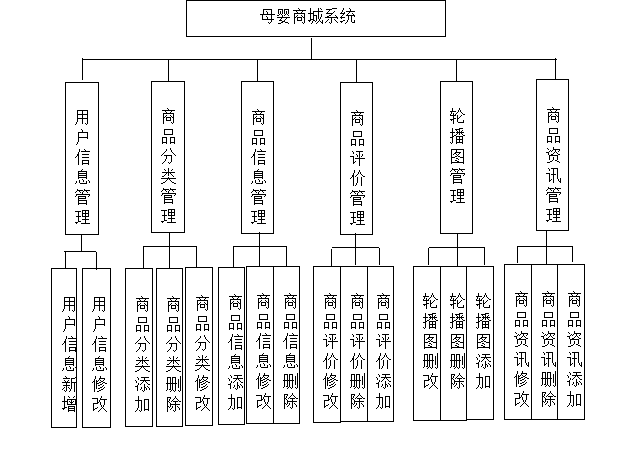 母婴商城系统
用户信息管理
商品分类管理
商品信息管理
商品评价管理
轮播图管理
商品资讯管理
用户信息新增
用户信息修改
商品分类添加
商品分类删除
商品分类修改
商品信息添加
商品信息修改
商品信息删除
商品评价修改
商品评价删除
商品评价添加
轮播图删改
轮播图删除
轮播图添加
商品资讯修改
商品资讯删除
商品资讯添加